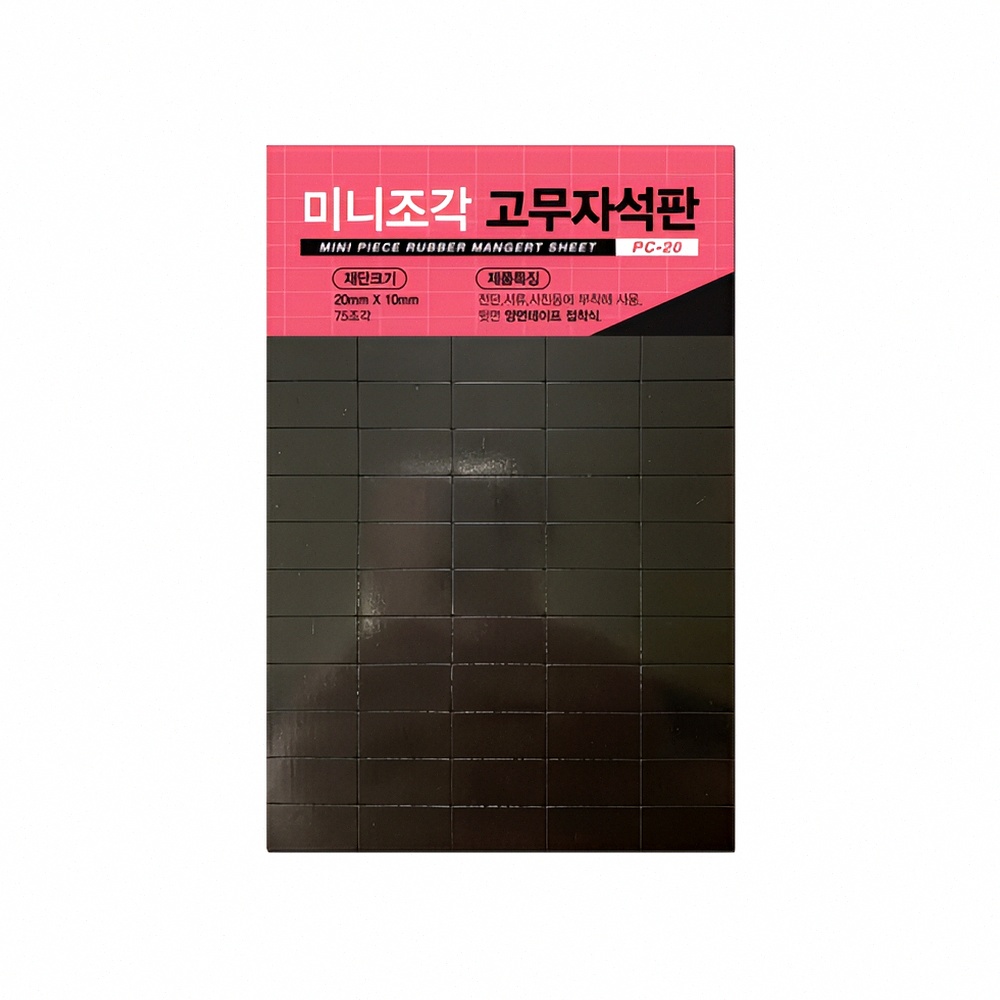 미니조각 고무자석판
MINI PIECE RUBBER MANGERT SHEET PC-20
재단크기
20mm X 10mm
75조각
제품특징
전단,서류,사진등에 부착해 사용.
뒷면 양면테이프 접착식.